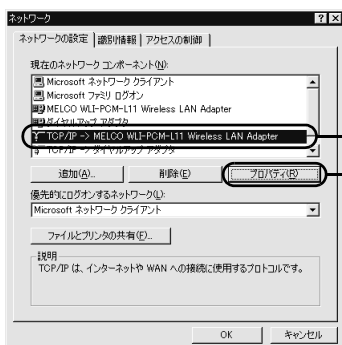 ネットワーク
ネットワークの設定 識別情報 アクセスの制御
現在のネットワーク コンポーネント(N):
Microsoft ネットワーク クライアント
Microsoft ファミリ ログオン
MELCO WLI-PCM-L11 Wireless LAN Adapter
ダイヤルアップ アダプタ
TCP/IP -> MELCO WLI-PCM-L11 Wireless LAN Adapter
TCP/IP -> ダイヤルアップ アダプタ
追加(A)... 削除(E) プロパティ(R)
優先的にログオンするネットワーク(L):
Microsoft ネットワーク クライアント
ファイルとプリンタの共有(F)...
説明
TCP/IP は、インターネットや WAN への接続に使用するプロトコルです。
OK キャンセル